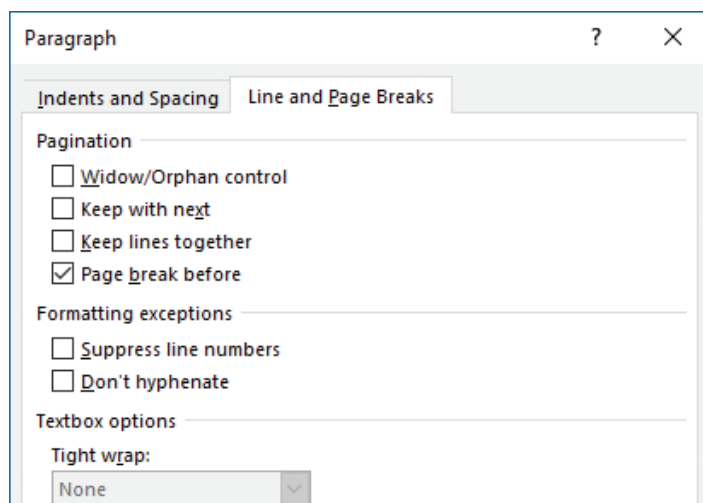 Paragraph ?
Indents and Spacing Line and Page Breaks
Pagination
Widow/Orphan control
Keep with next
Keep lines together
Page break before
Formatting exceptions
Suppress line numbers
Don't hyphenate
Textbox options
Tight wrap:
None